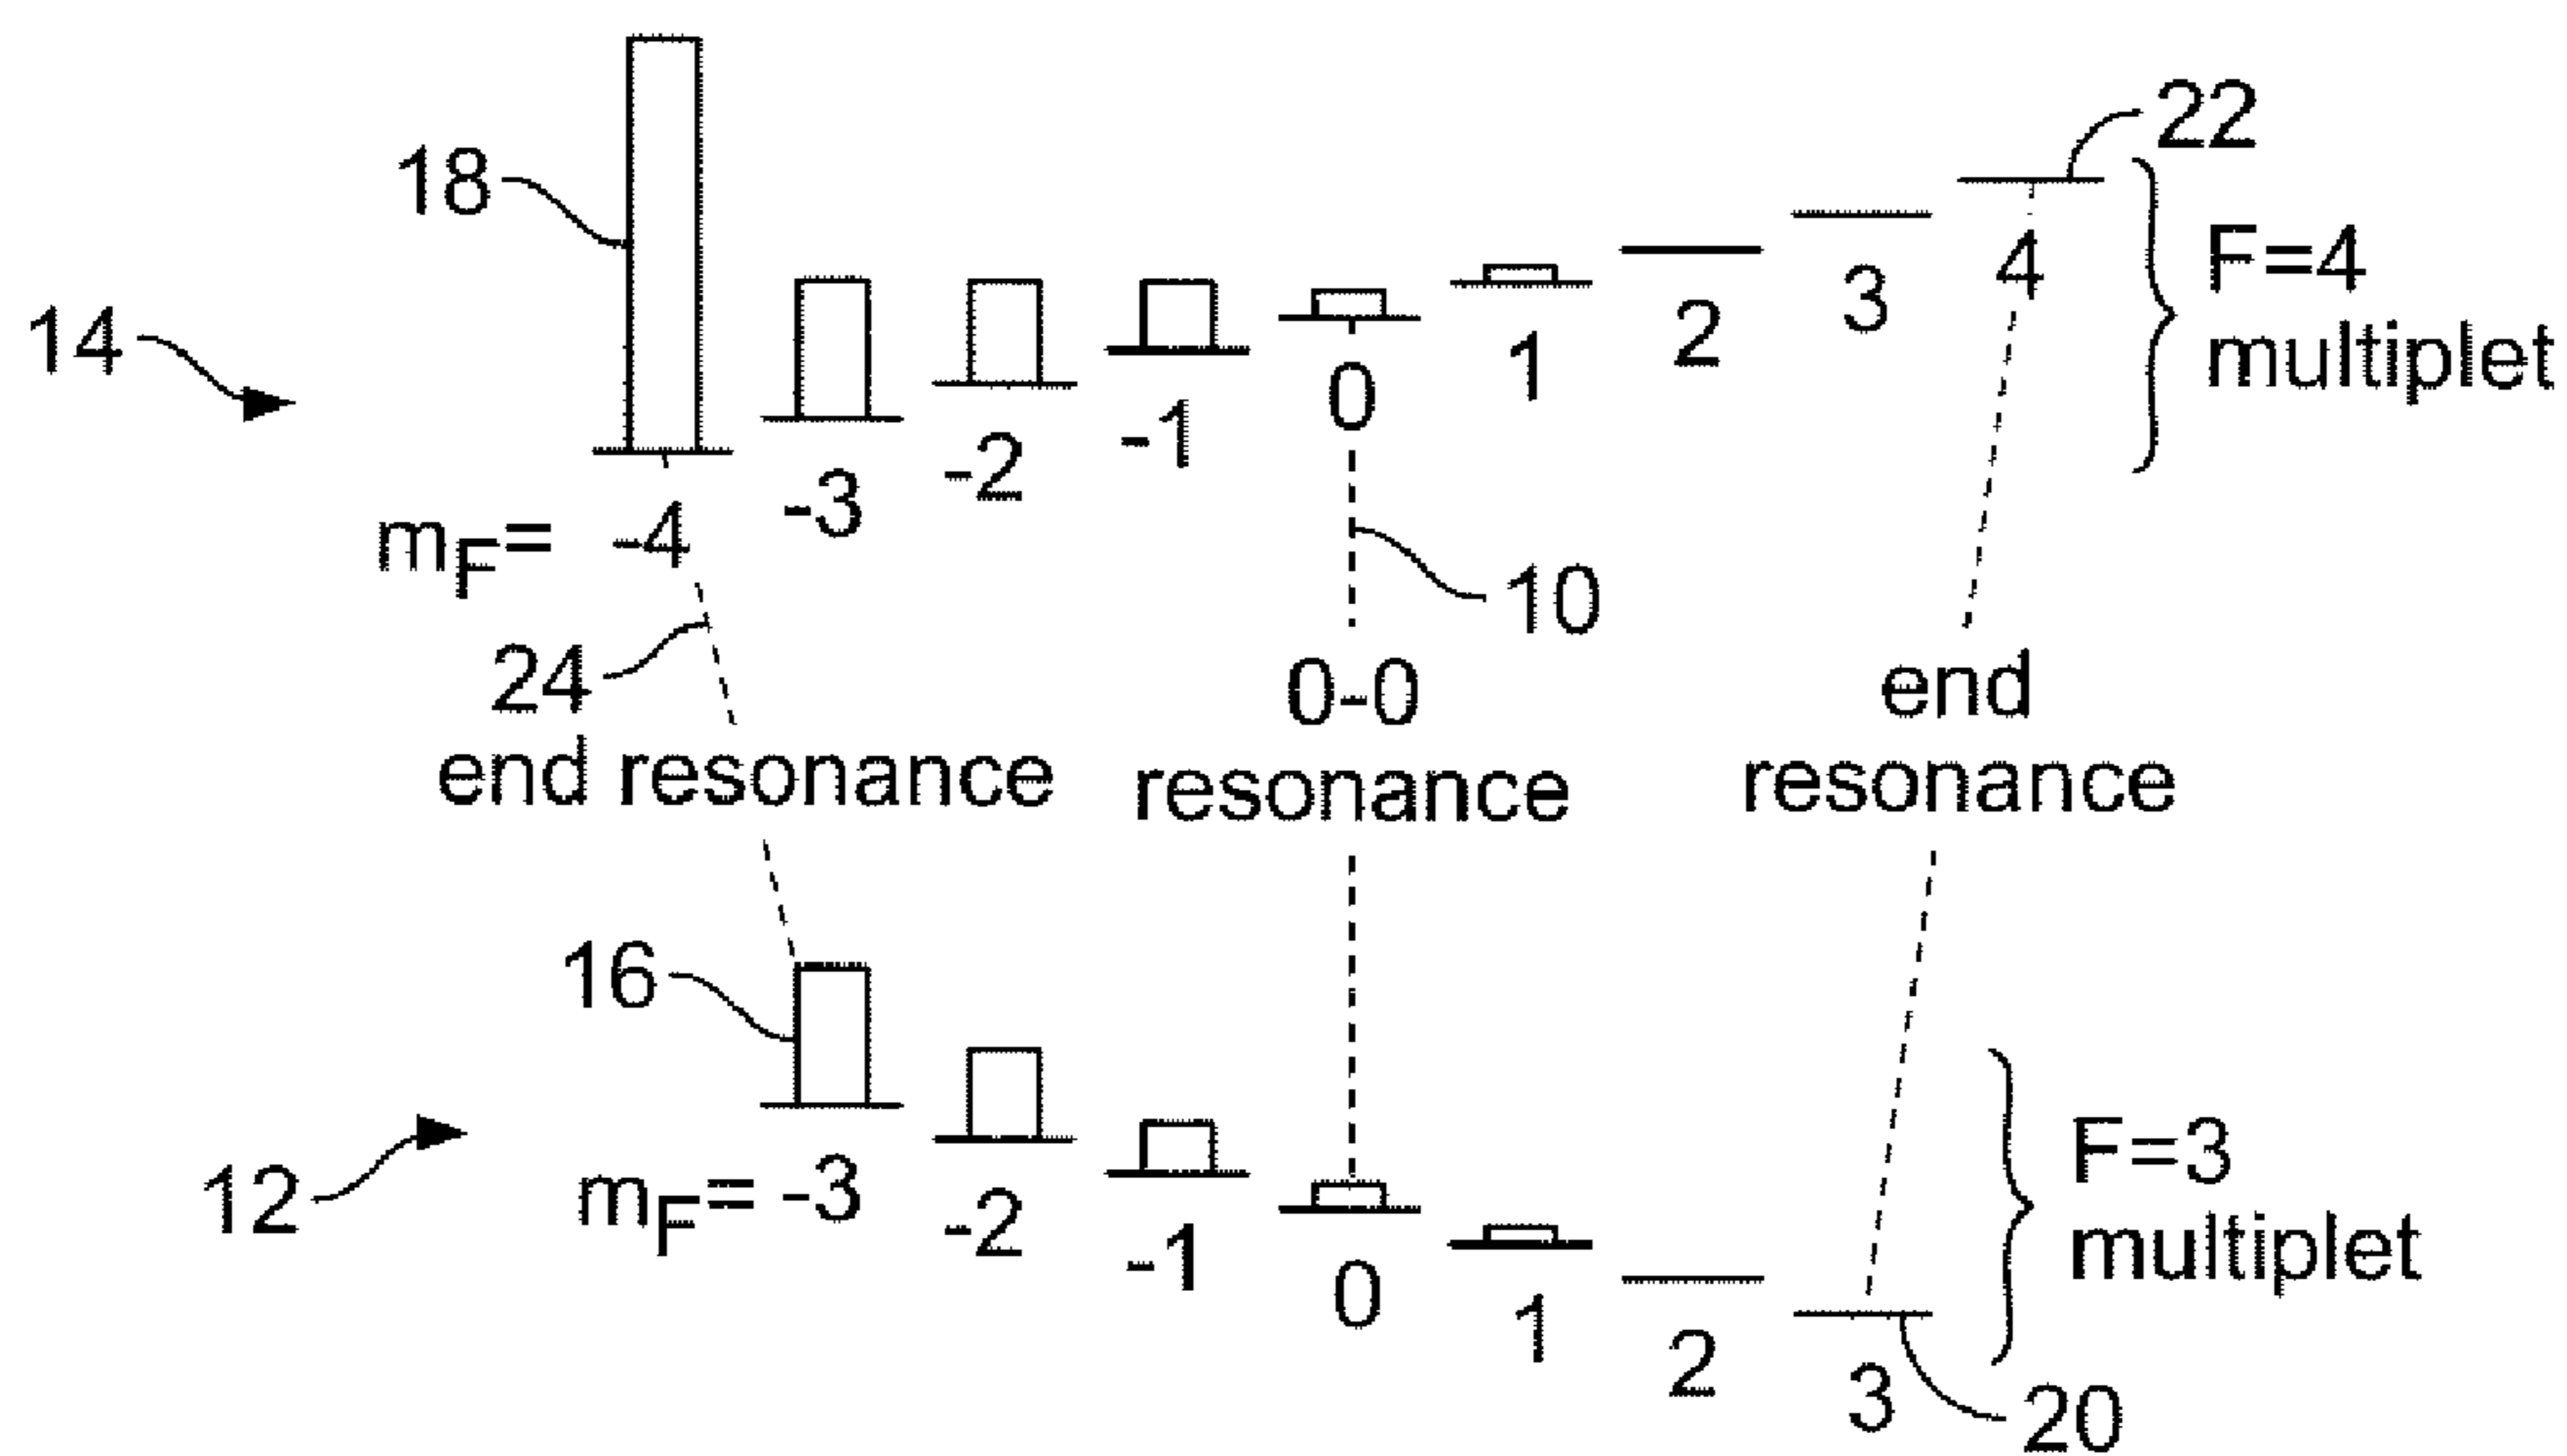 22
18
F=4
multiplet
14
4
3
2
1
0
-1
-2
-3
m_F= -4
10
24
0-0
resonance
end
resonance
end resonance
16
F=3
multiplet
12
m_F= -3
-2
-1
0
1
2
3
20